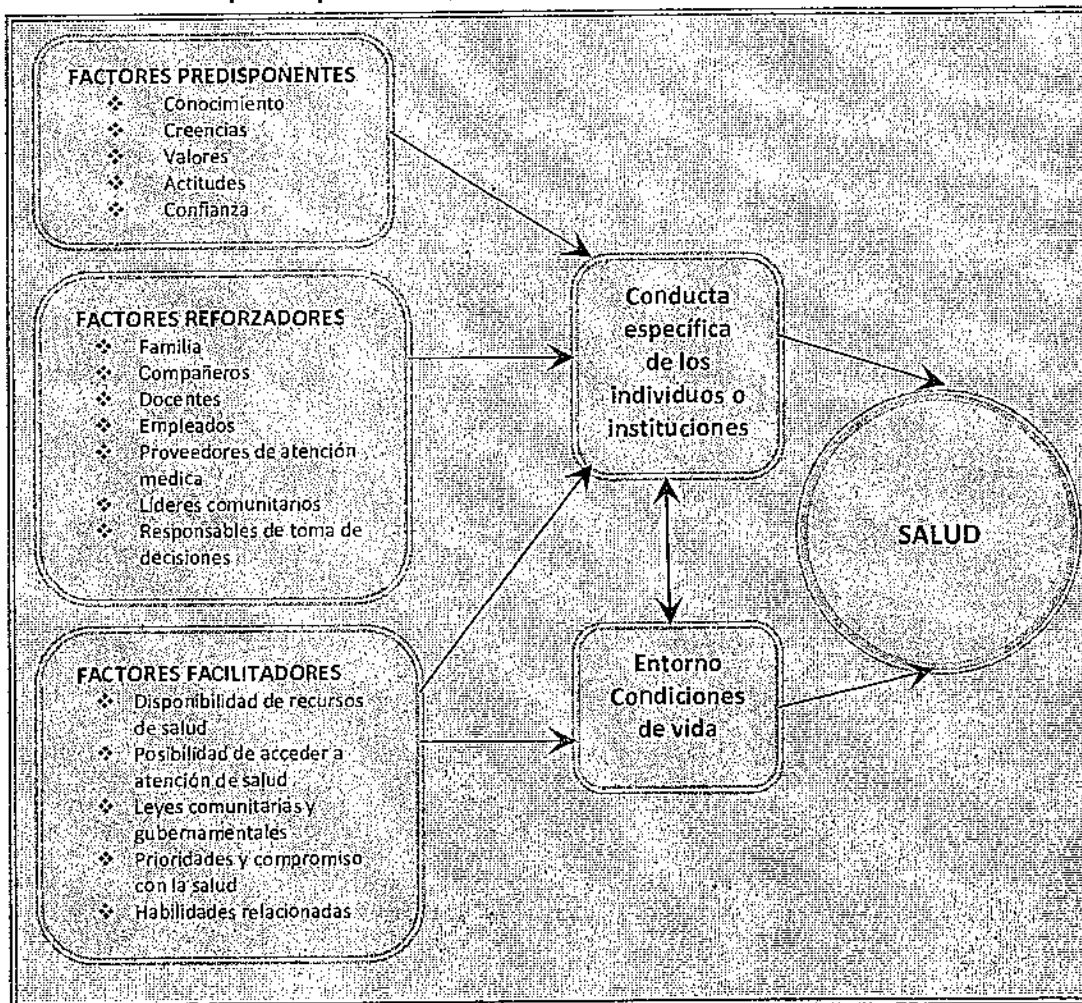 FACTORES PREDISPONENTES
❖ Conocimiento
❖ Creencias
❖ Valores
❖ Actitudes
❖ Confianza
FACTORES REFORZADORES
❖ Familia
❖ Compañeros
❖ Docentes
❖ Empleados
❖ Proveedores de atención
medica
❖ Líderes comunitarios
❖ Responsables de toma de
decisiones
FACTORES FACILITADORES
❖ Disponibilidad de recursos
de salud
❖ Posibilidad de acceder a
atención de salud
❖ Leyes comunitarias y
gubernamentales
❖ Prioridades y compromiso
con la salud
❖ Habilidades relacionadas
Conducta
específica
de los
individuos o
instituciones
Entorno
Condiciones
de vida
SALUD